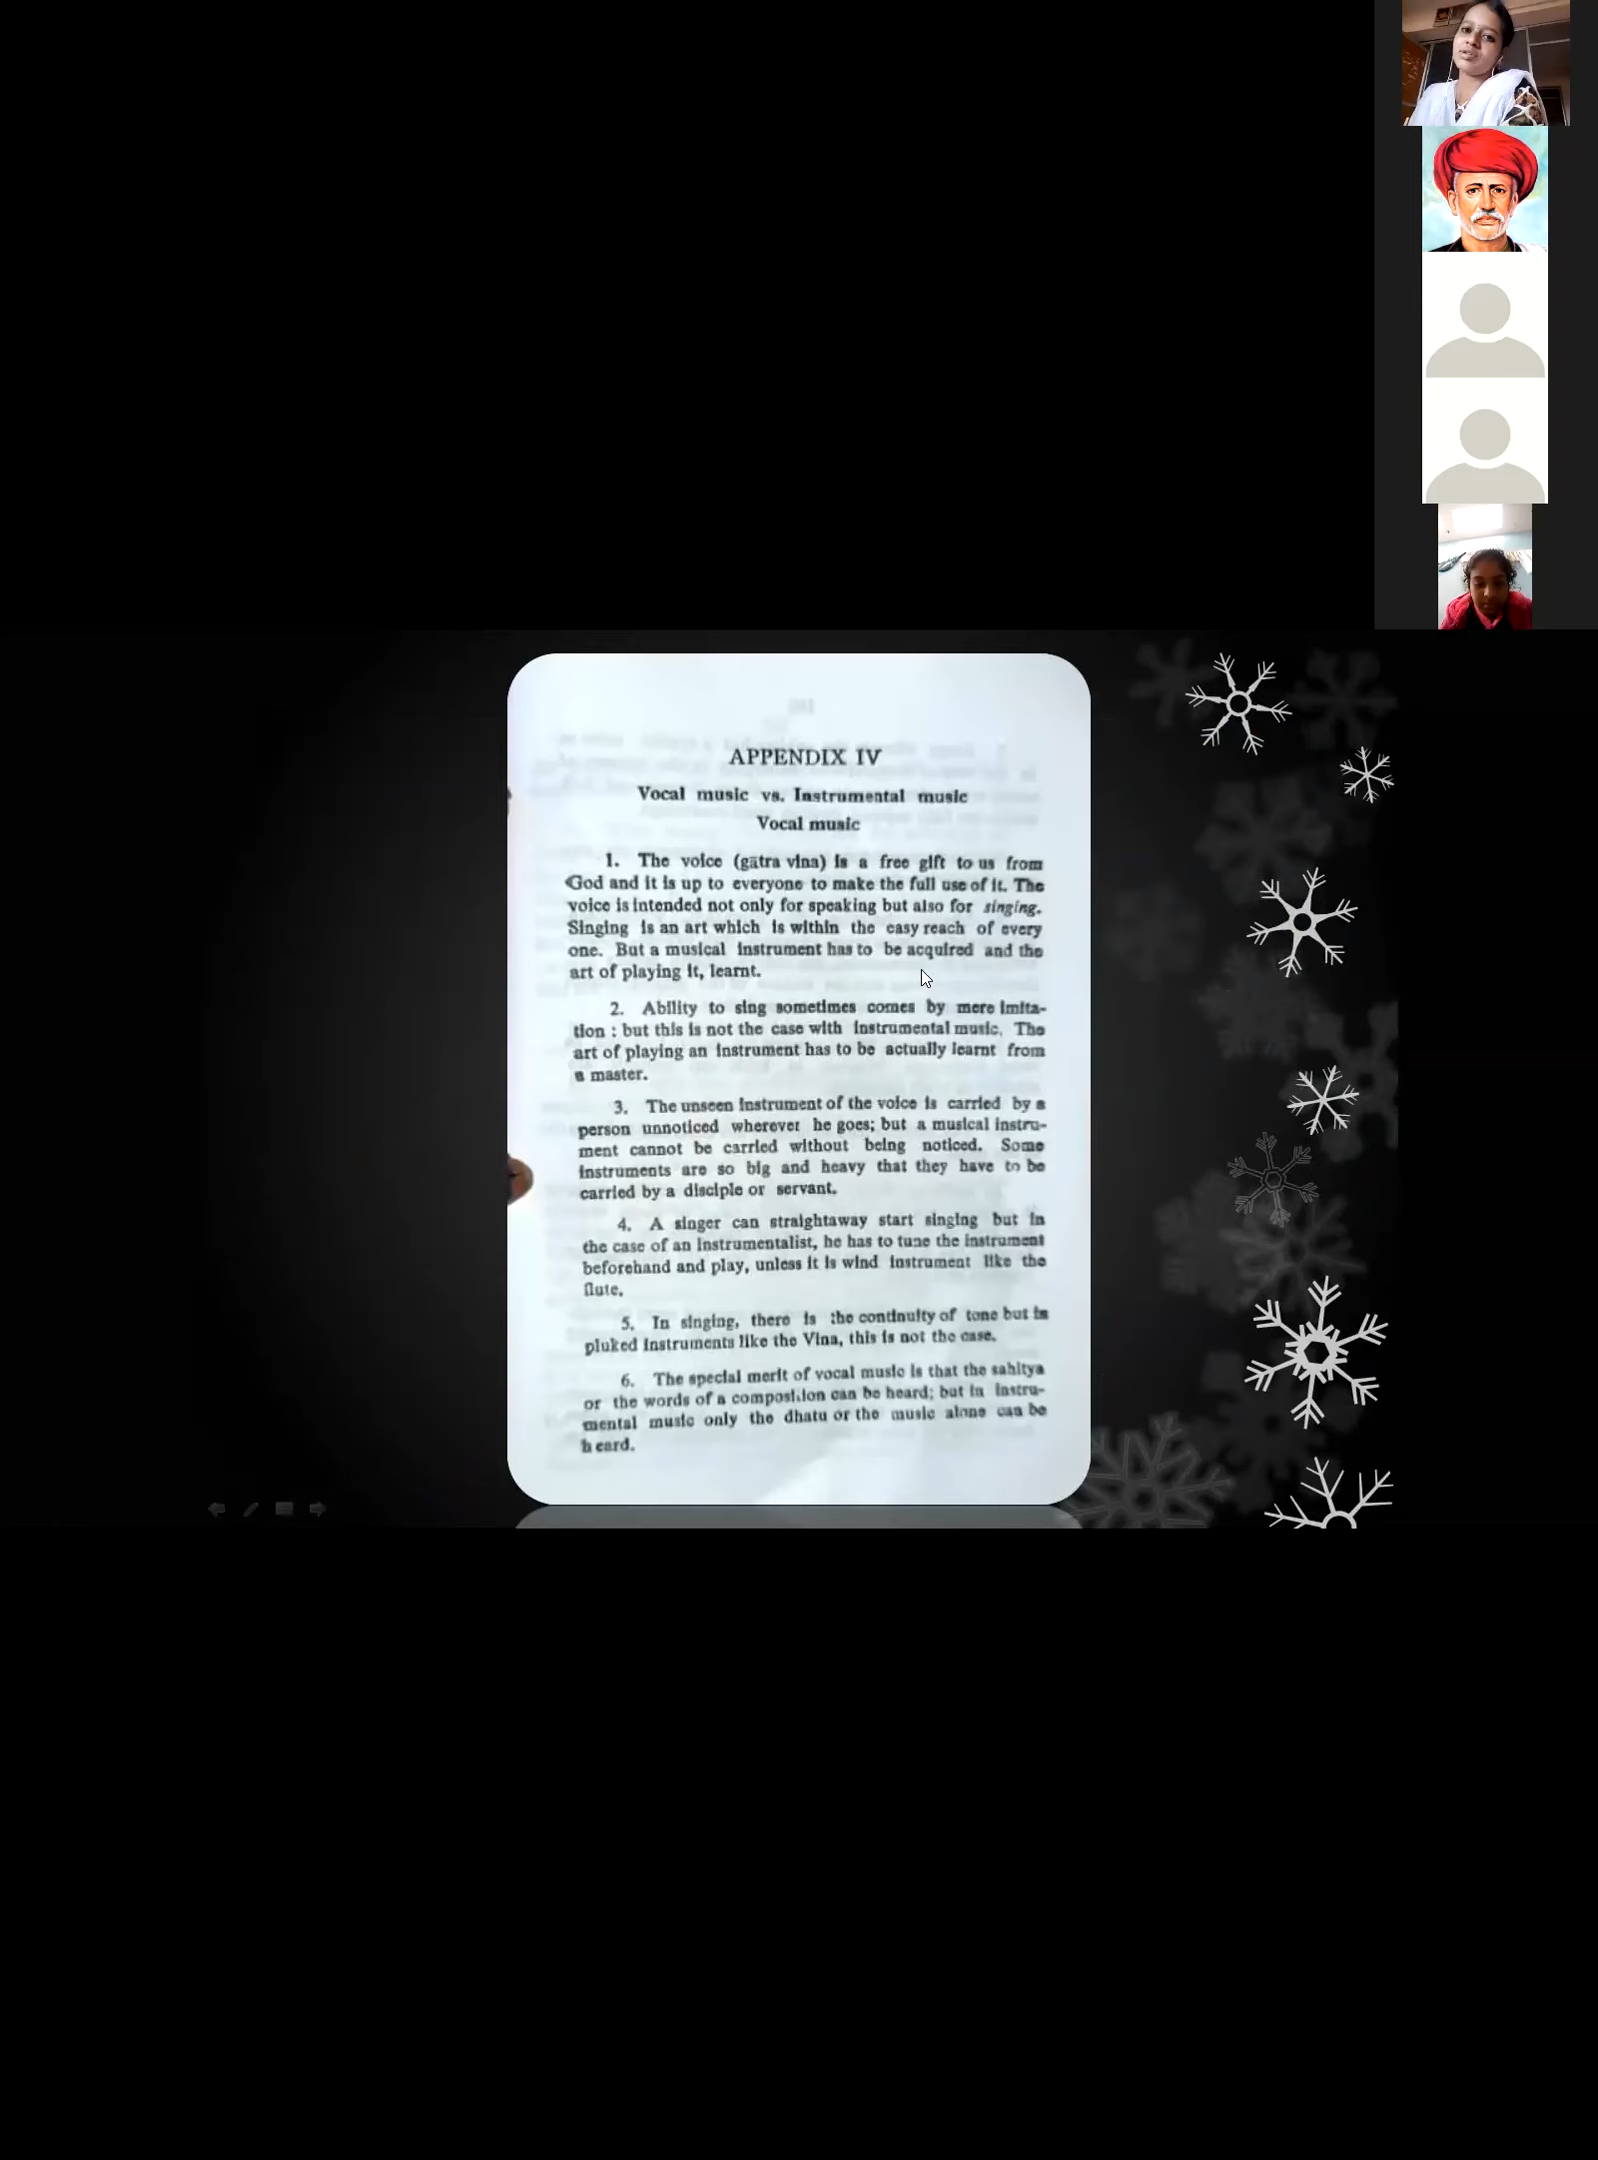 APPENDIX IV
Vocal music vs. Instrumental music
Vocal music
1. The voice (gātra vina) is a free gift to us from
God and it is up to everyone to make the full use of it. The
voice is intended not only for speaking but also for singing.
Singing is an art which is within the easy reach of every
one. But a musical instrument has to be acquired and the
art of playing it, learnt.
2. Ability to sing sometimes comes by mere imita-
tion : but this is not the case with instrumental music. The
art of playing an instrument has to be actually learnt from
a master.
3. The unseen instrument of the voice is carried by a
person unnoticed wherever he goes; but a musical instru-
ment cannot be carried without being noticed. Some
instruments are so big and heavy that they have to be
carried by a disciple or servant.
4. A singer can straightaway start singing but in
the case of an instrumentalist, he has to tune the instrument
beforehand and play, unless it is wind instrument like the
flute.
5. In singing, there is the continuity of tone but in
pluked instruments like the Vina, this is not the case.
6. The special merit of vocal music is that the sahitya
or the words of a composition can be heard; but in instru-
mental music only the dhatu or the music alone can be
heard.